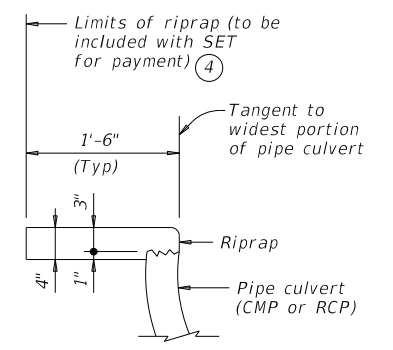 Limits of riprap (to be
included with SET
for payment) 4
Tangent to
widest portion
of pipe culvert
1'-6"
(Typ)
3"
Riprap
4"
1"
Pipe culvert
(CMP or RCP)